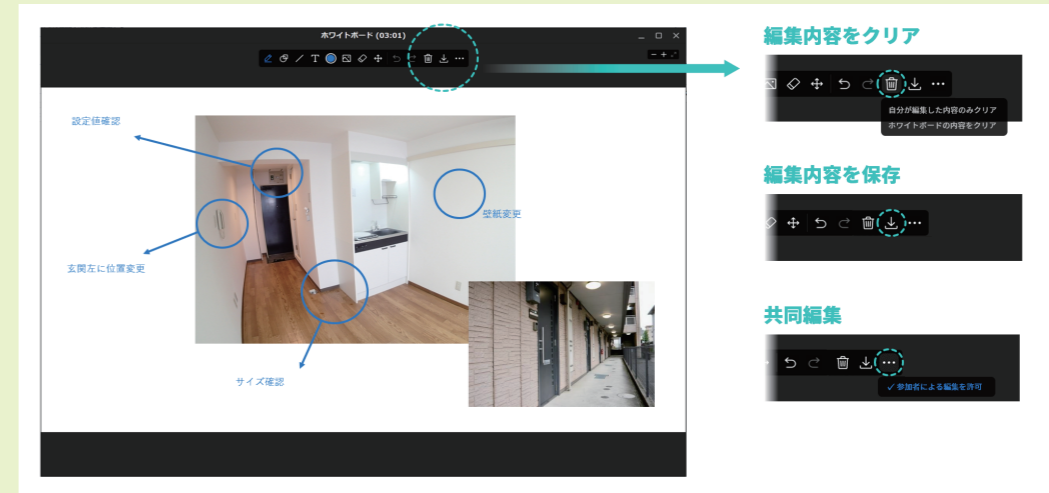 ホワイトボード (03:01)
設定値確認
壁紙変更
玄関左に位置変更
サイズ確認
編集内容をクリア
自分が編集した内容のみクリア
ホワイトボードの内容をクリア
編集内容を保存
共同編集
✓ 参加者による編集を許可